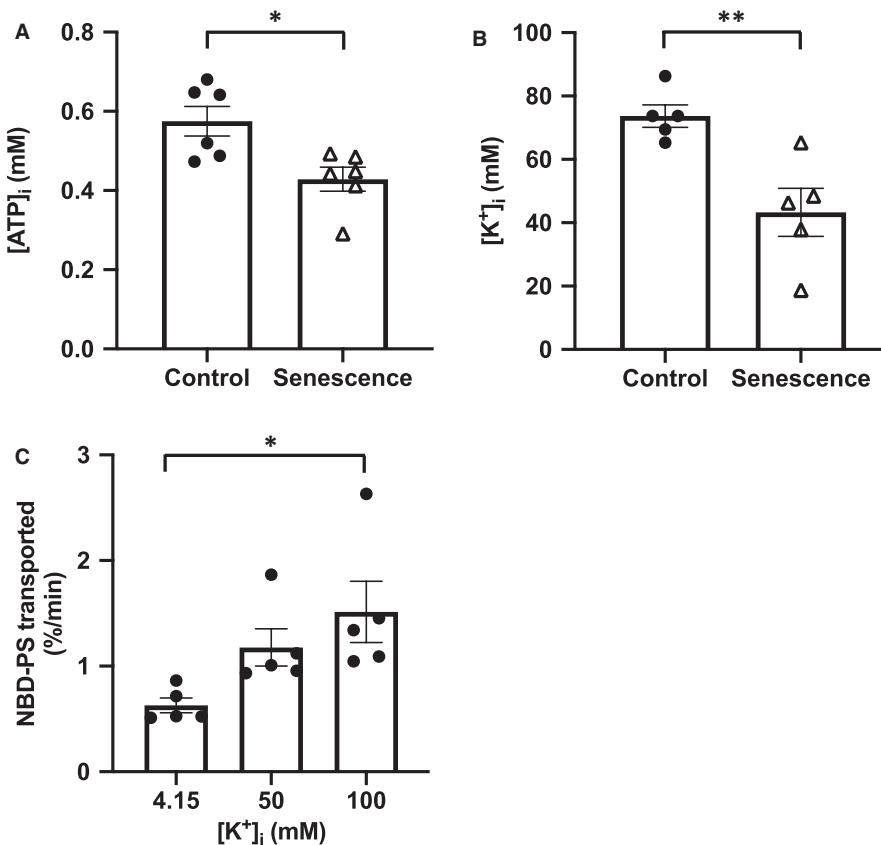 A
[ATP]i (mM)
0.8
0.6
0.4
0.2
0.0
*
Control Senescence
B
[K+]i (mM)
100
80
60
40
20
0
**
Control Senescence
C
NBD-PS transported
(%/min)
3
2
1
0
*
4.15 50 100
[K+]i (mM)